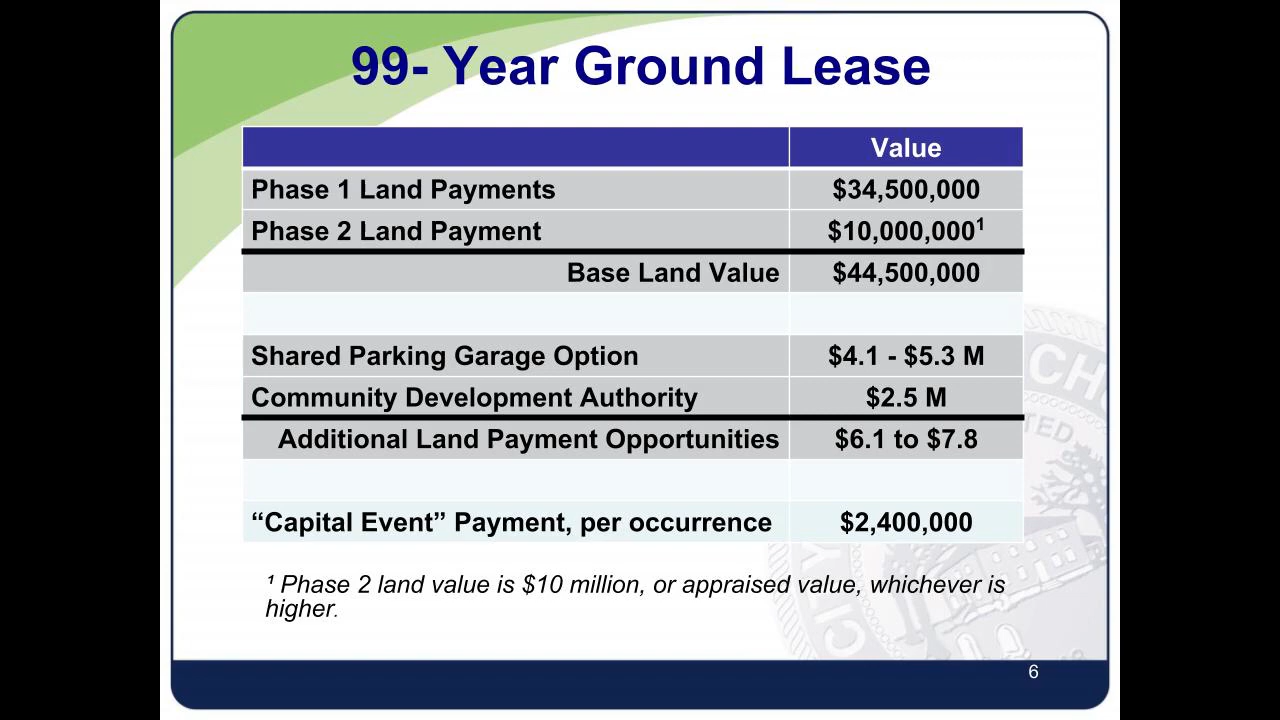 99- Year Ground Lease
Value
Phase 1 Land Payments $34,500,000
Phase 2 Land Payment $10,000,000¹
Base Land Value $44,500,000
Shared Parking Garage Option $4.1 - $5.3 M
Community Development Authority $2.5 M
Additional Land Payment Opportunities $6.1 to $7.8
“Capital Event” Payment, per occurrence $2,400,000
¹ Phase 2 land value is $10 million, or appraised value, whichever is
higher.
6